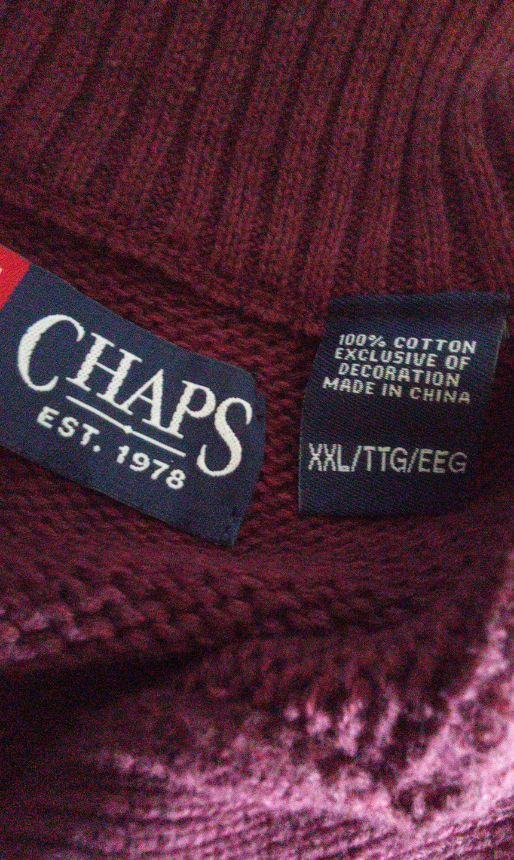 CHAPS
EST. 1978
100% COTTON
EXCLUSIVE OF
DECORATION
MADE IN CHINA
XXL/TTG/EEG